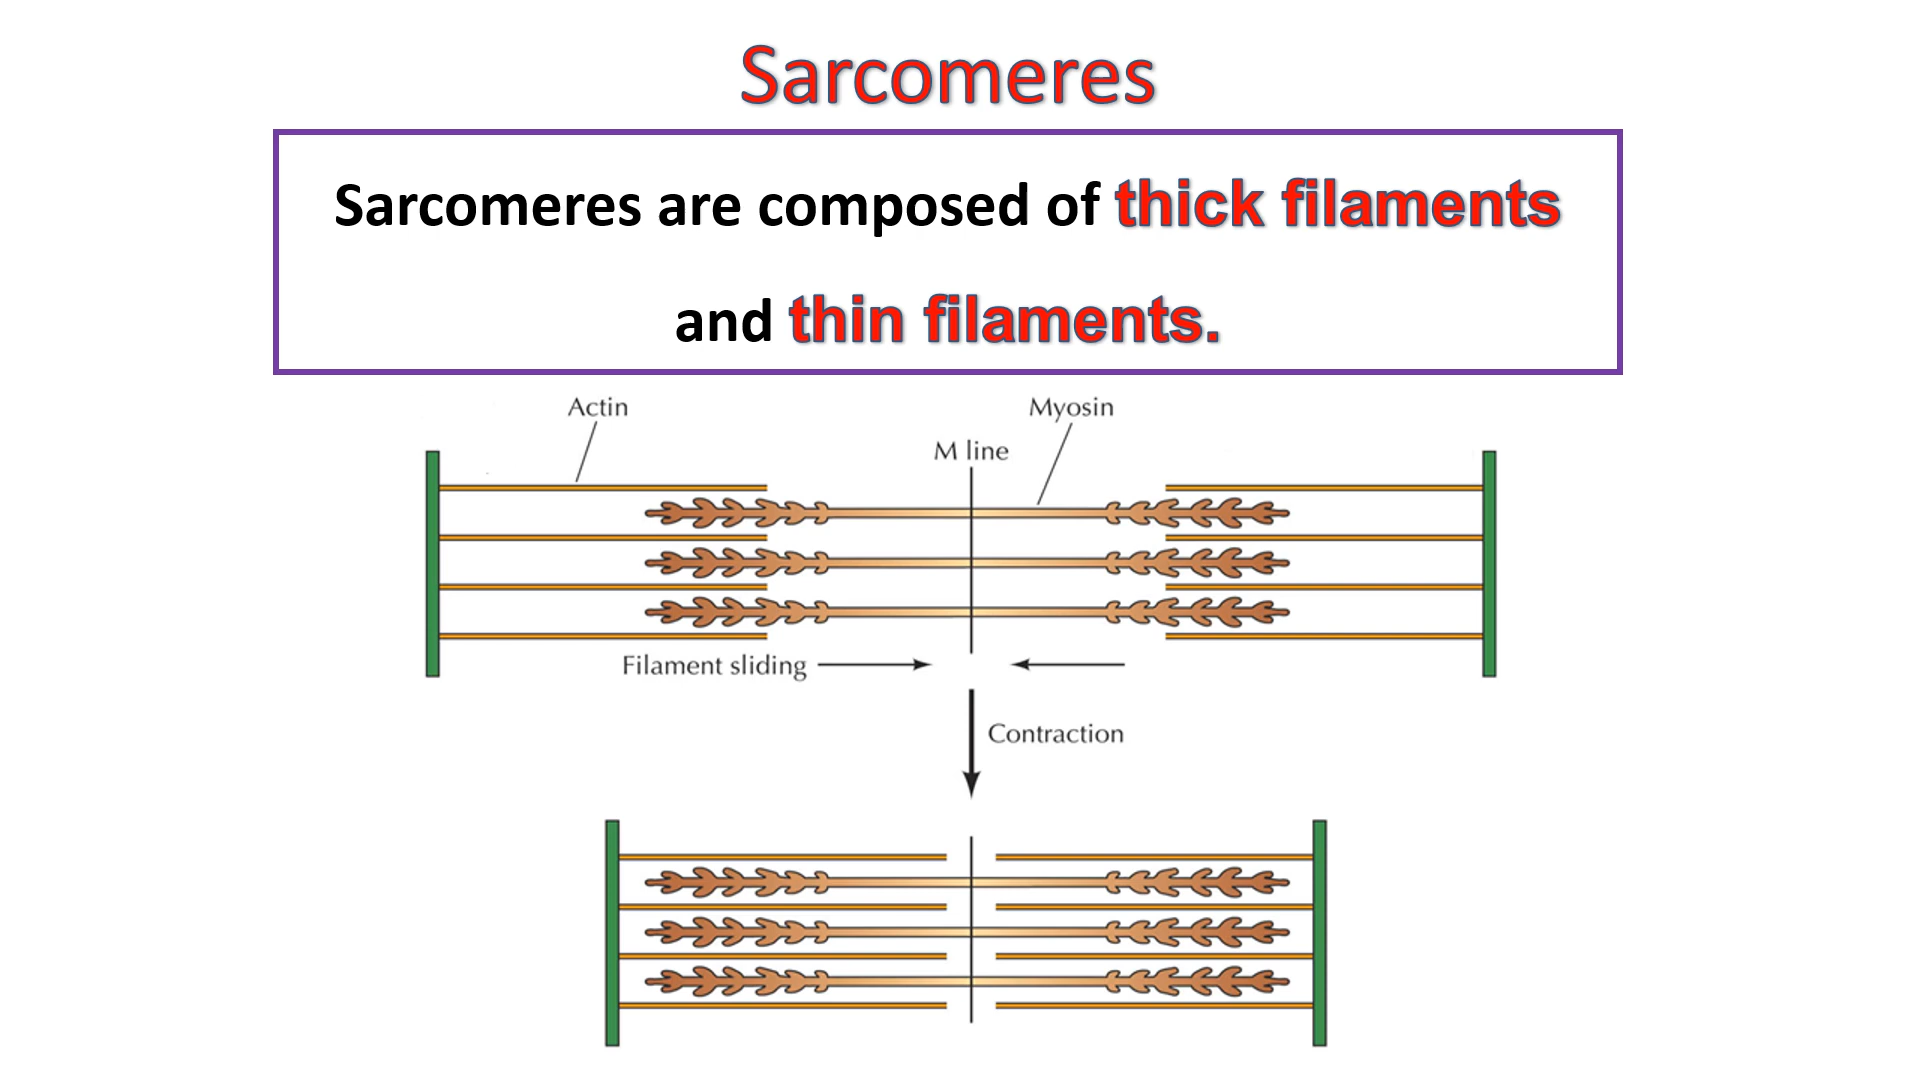 Sarcomeres
Sarcomeres are composed of thick filaments
and thin filaments.
Actin
Myosin
M line
Filament sliding
Contraction